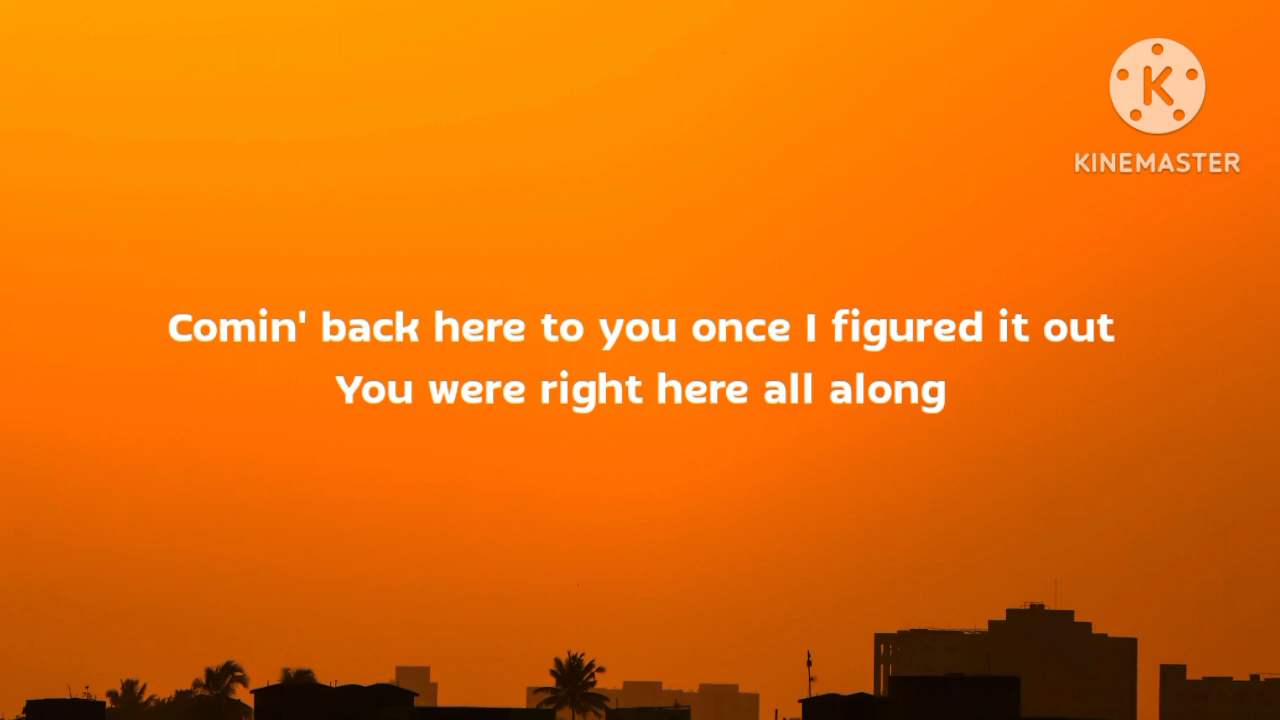 K
KINEMASTER
Comin' back here to you once I figured it out
You were right here all along